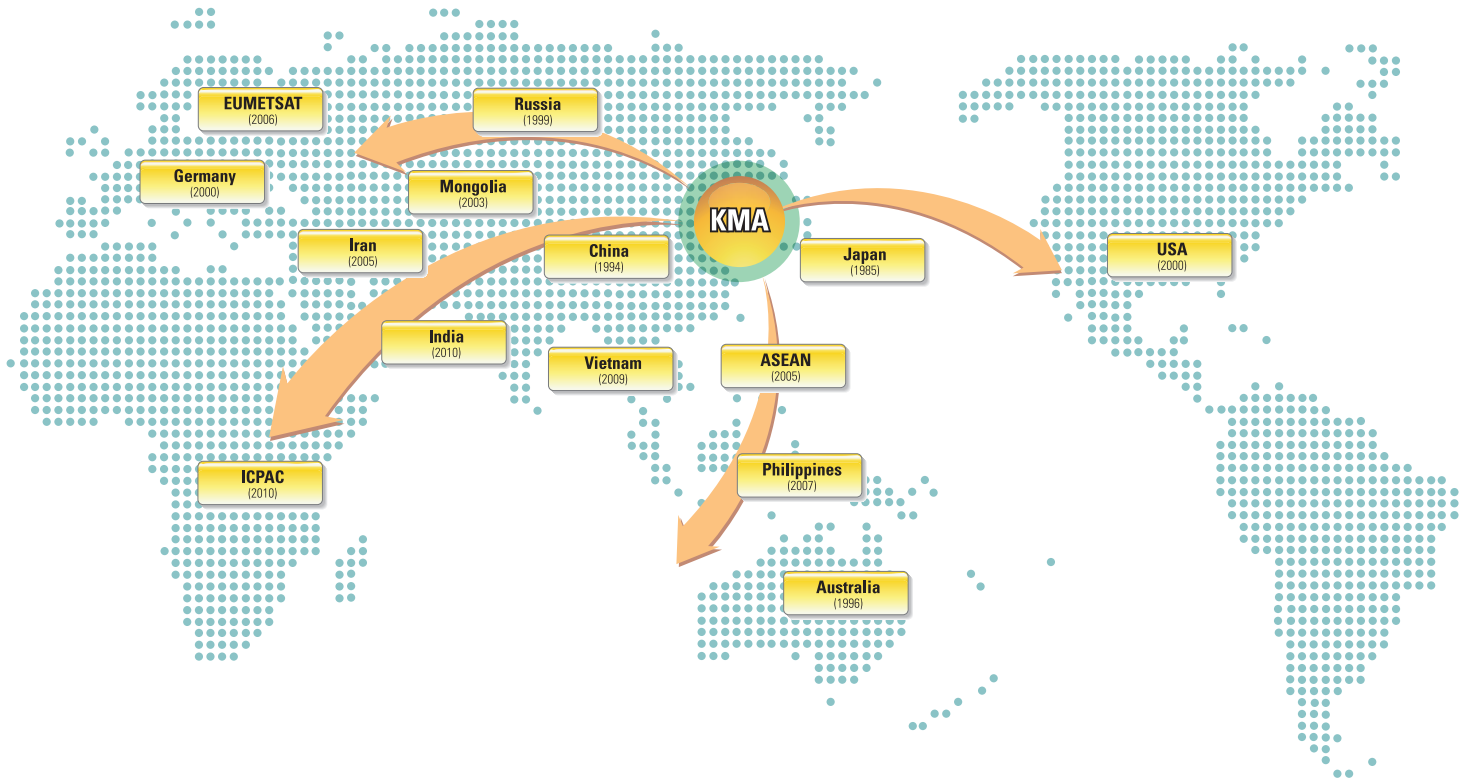 EUMETSAT
(2006)
Russia
(1999)
Germany
(2000)
Mongolia
(2003)
KMA
Iran
(2005)
China
(1994)
Japan
(1985)
USA
(2000)
India
(2010)
Vietnam
(2009)
ASEAN
(2005)
ICPAC
(2010)
Philippines
(2007)
Australia
(1996)